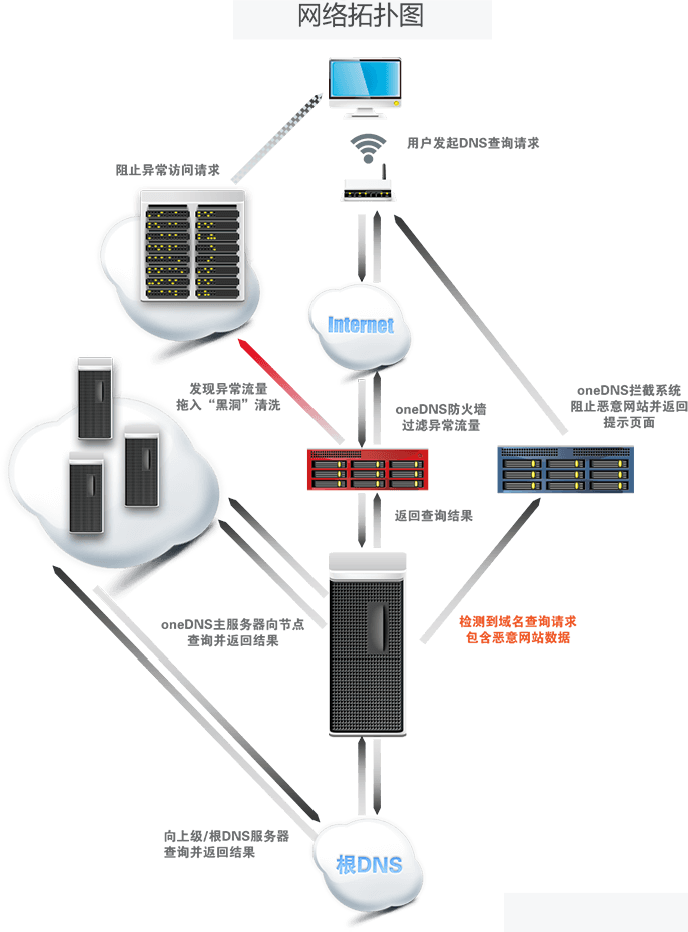 网络拓扑图
用户发起DNS查询请求
阻止异常访问请求
Internet
发现异常流量
拖入“黑洞”清洗
oneDNS防火墙
过滤异常流量
oneDNS拦截系统
阻止恶意网站并返回
提示页面
返回查询结果
oneDNS主服务器向节点
查询并返回结果
检测到域名查询请求
包含恶意网站数据
向上级/根DNS服务器
查询并返回结果
根DNS